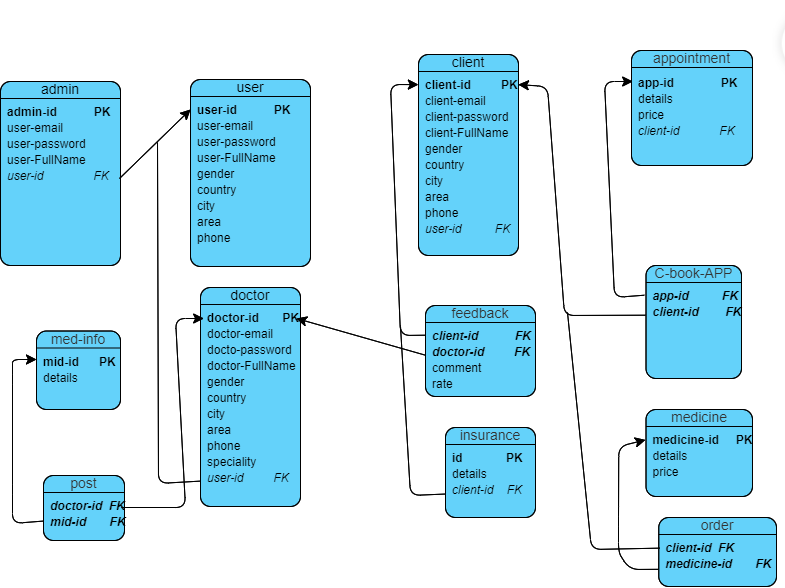 admin
admin-id PK
user-email
user-password
user-FullName
user-id FK
user
user-id PK
user-email
user-password
user-FullName
gender
country
city
area
phone
client
client-id PK
client-email
client-password
client-FullName
gender
country
city
area
phone
user-id FK
appointment
app-id PK
details
price
client-id FK
med-info
mid-id PK
details
doctor
doctor-id PK
doctor-email
docto-password
doctor-FullName
gender
country
city
area
phone
speciality
user-id FK
feedback
client-id FK
doctor-id FK
comment
rate
C-book-APP
app-id FK
client-id FK
post
doctor-id FK
mid-id FK
insurance
id PK
details
client-id FK
medicine
medicine-id PK
details
price
order
client-id FK
medicine-id FK